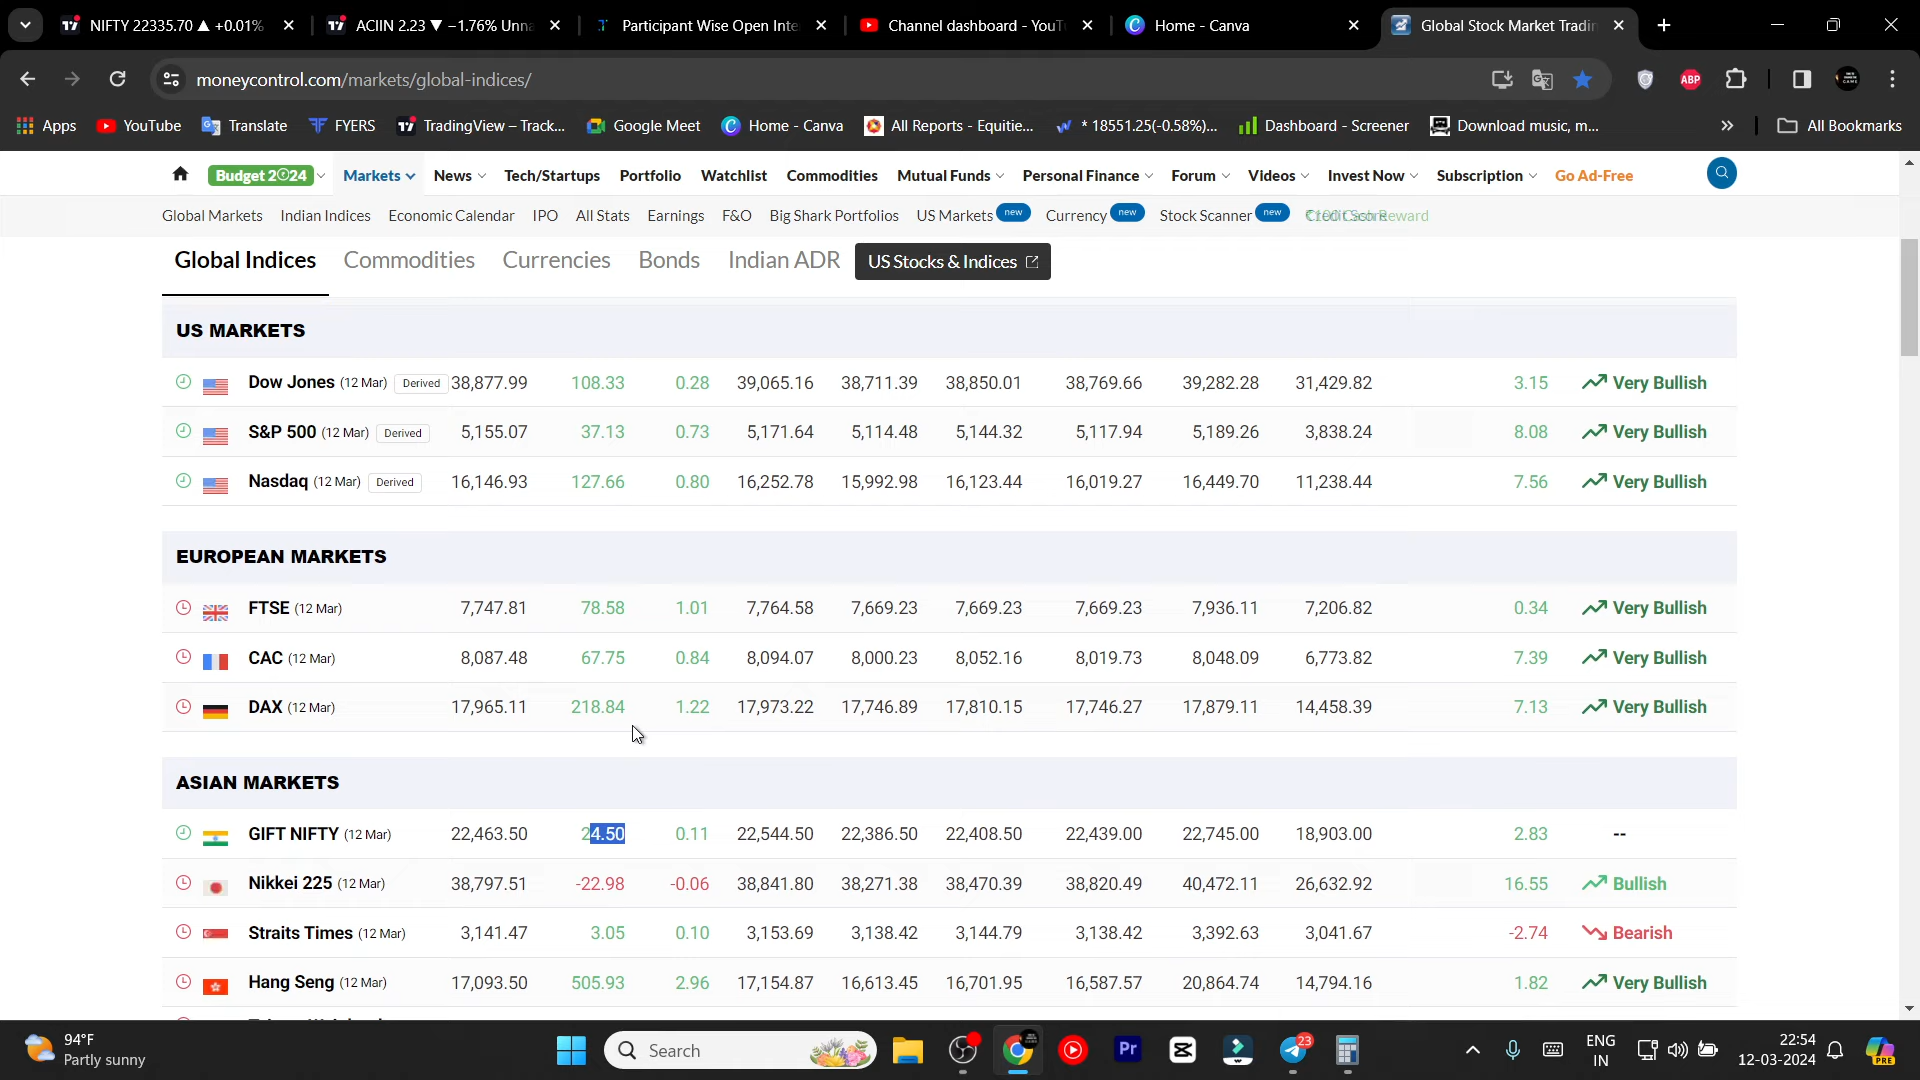 NIFTY 22335.70 ▲ +0.01%
ACIIN 2.23 ▼ −1.76% Unna
Participant Wise Open Inte
Channel dashboard - YouT
Home - Canva
Global Stock Market Tradin
moneycontrol.com/markets/global-indices/
ABP
Apps YouTube Translate FYERS TradingView – Track... Google Meet Home - Canva All Reports - Equitie... * 18551.25(-0.58%)... Dashboard - Screener Download music, m... » All Bookmarks
Budget 2024 Markets News Tech/Startups Portfolio Watchlist Commodities Mutual Funds Personal Finance Forum Videos Invest Now Subscription Go Ad-Free
Global Markets Indian Indices Economic Calendar IPO All Stats Earnings F&O Big Shark Portfolios US Markets new Currency new Stock Scanner new
Global Indices Commodities Currencies Bonds Indian ADR US Stocks & Indices
US MARKETS
Dow Jones (12 Mar) Derived 38,877.99 108.33 0.28 39,065.16 38,711.39 38,850.01 38,769.66 39,282.28 31,429.82 3.15 Very Bullish
S&P 500 (12 Mar) Derived 5,155.07 37.13 0.73 5,171.64 5,114.48 5,144.32 5,117.94 5,189.26 3,838.24 8.08 Very Bullish
Nasdaq (12 Mar) Derived 16,146.93 127.66 0.80 16,252.78 15,992.98 16,123.44 16,019.27 16,449.70 11,238.44 7.56 Very Bullish
EUROPEAN MARKETS
FTSE (12 Mar) 7,747.81 78.58 1.01 7,764.58 7,669.23 7,669.23 7,669.23 7,936.11 7,206.82 0.34 Very Bullish
CAC (12 Mar) 8,087.48 67.75 0.84 8,094.07 8,000.23 8,052.16 8,019.73 8,048.09 6,773.82 7.39 Very Bullish
DAX (12 Mar) 17,965.11 218.84 1.22 17,973.22 17,746.89 17,810.15 17,746.27 17,879.11 14,458.39 7.13 Very Bullish
ASIAN MARKETS
GIFT NIFTY (12 Mar) 22,463.50 24.50 0.11 22,544.50 22,386.50 22,408.50 22,439.00 22,745.00 18,903.00 2.83 --
Nikkei 225 (12 Mar) 38,797.51 -22.98 -0.06 38,841.80 38,271.38 38,470.39 38,820.49 40,472.11 26,632.92 16.55 Bullish
Straits Times (12 Mar) 3,141.47 3.05 0.10 3,153.69 3,138.42 3,144.79 3,138.42 3,392.63 3,041.67 -2.74 Bearish
Hang Seng (12 Mar) 17,093.50 505.93 2.96 17,154.87 16,613.45 16,701.95 16,587.57 20,864.74 14,794.16 1.82 Very Bullish
94°F
Partly sunny
Search
Pr
23
ENG
IN
22:54
12-03-2024
PRE